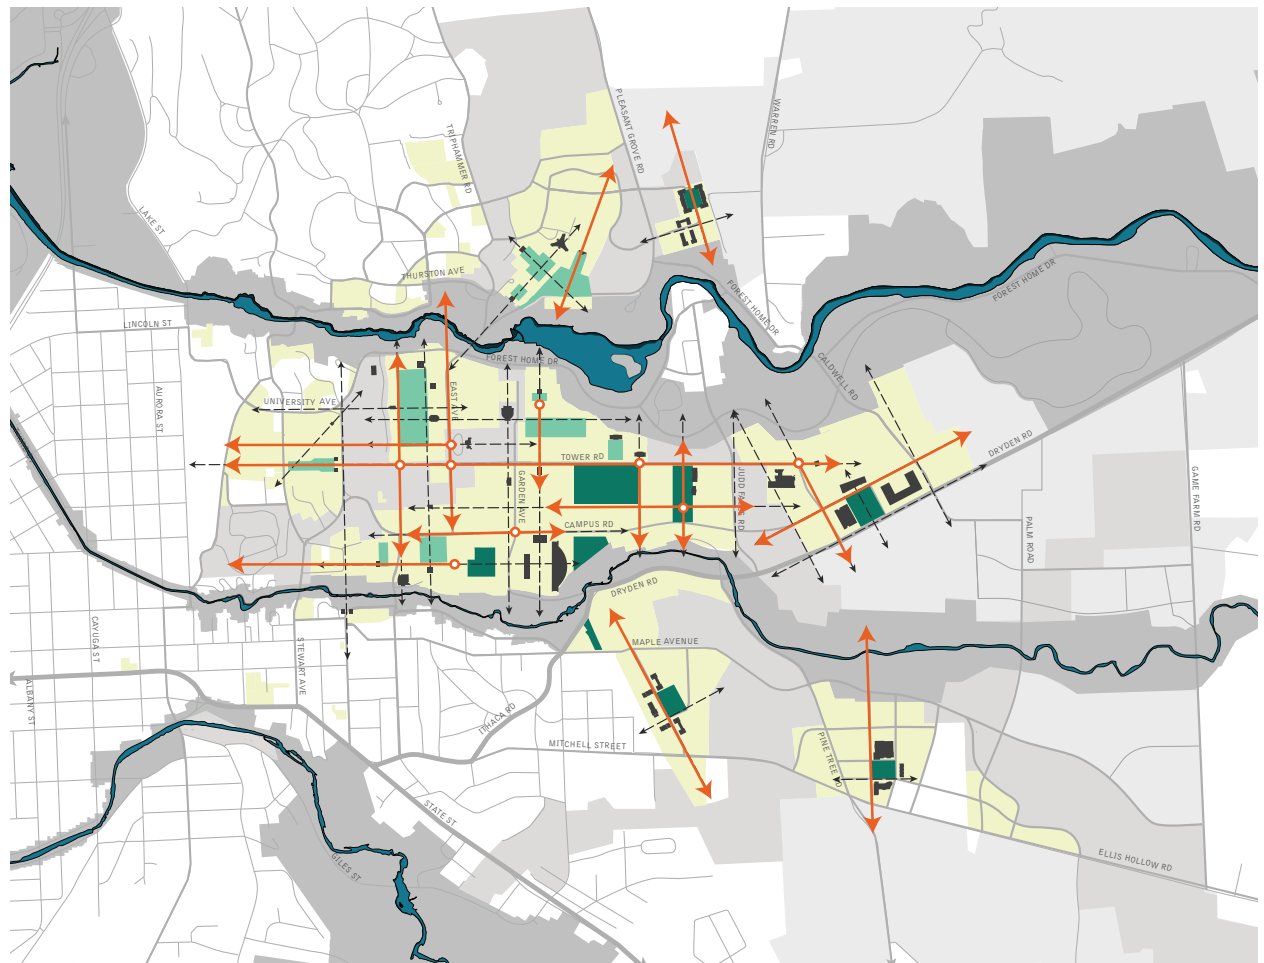 PLEASANT GROVE RD
WARREN RD
TRIPHAMMER RD
LAKE ST
THURSTON AVE
FOREST HOME DR
FOREST HOME DR
LINCOLN ST
FOREST HOME DR
CALDWELL RD
AURORA ST
UNIVERSITY AVE
EAST AVE
DRYDEN RD
TOWER RD
GARDEN AVE
JUDD FALLS RD
GAME FARM RD
CAMPUS RD
PALM ROAD
DRYDEN RD
CAYUGA ST
STEWART AVE
MAPLE AVENUE
ALBANY ST
ITHACA RD
MITCHELL STREET
PINE TREE RD
STATE ST
GILES ST
ELLIS HOLLOW RD